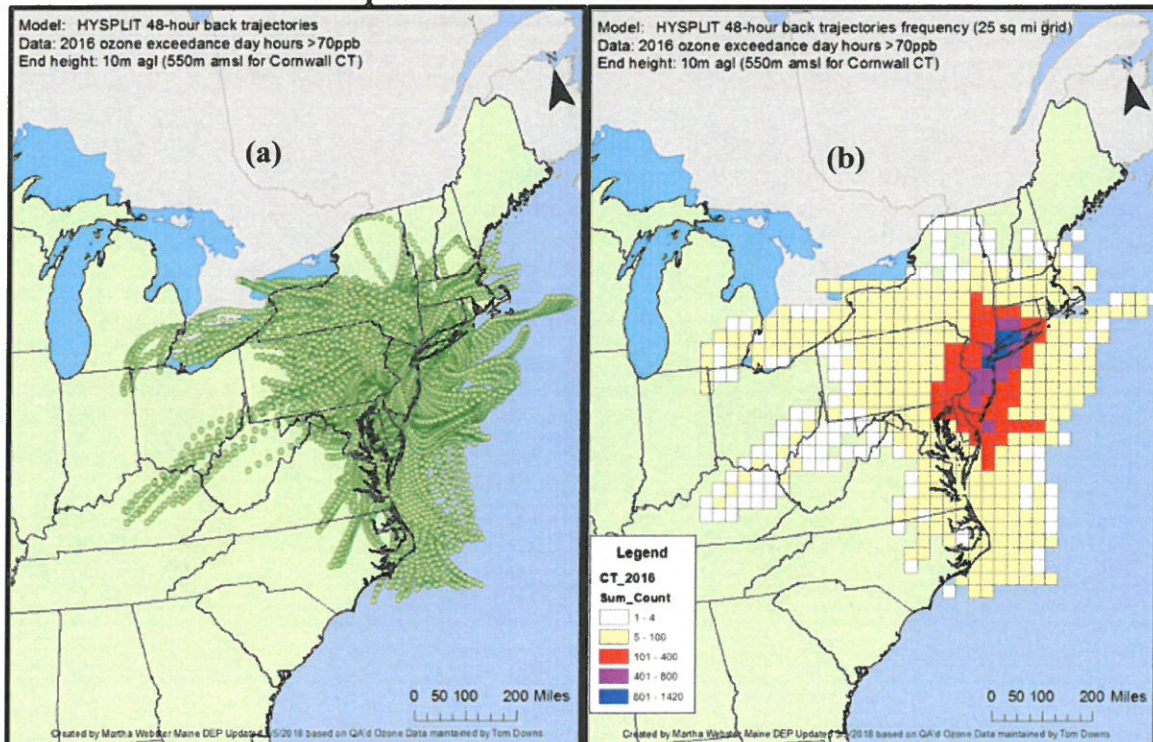 Model: HYSPLIT 48-hour back trajectories
Data: 2016 ozone exceedance day hours >70ppb
End height: 10m agl (550m amsl for Cornwall CT)
N
(a)
0 50 100 200 Miles
Created by Martha Webster Maine DEP Updated /5/2018 based on QA'd Ozone Data maintained by Tom Downs
Model: HYSPLIT 48-hour back trajectories frequency (25 sq mi grid)
Data: 2016 ozone exceedance day hours >70ppb
End height: 10m agl (550m amsl for Cornwall CT)
N
(b)
Legend
CT_2016
Sum_Count
1 - 4
5 - 100
101 - 400
401 - 800
801 - 1420
0 50 100 200 Miles
Created by Martha Webster Maine DEP Updated /2018 based on QA'd Ozone Data maintained by Tom Downs